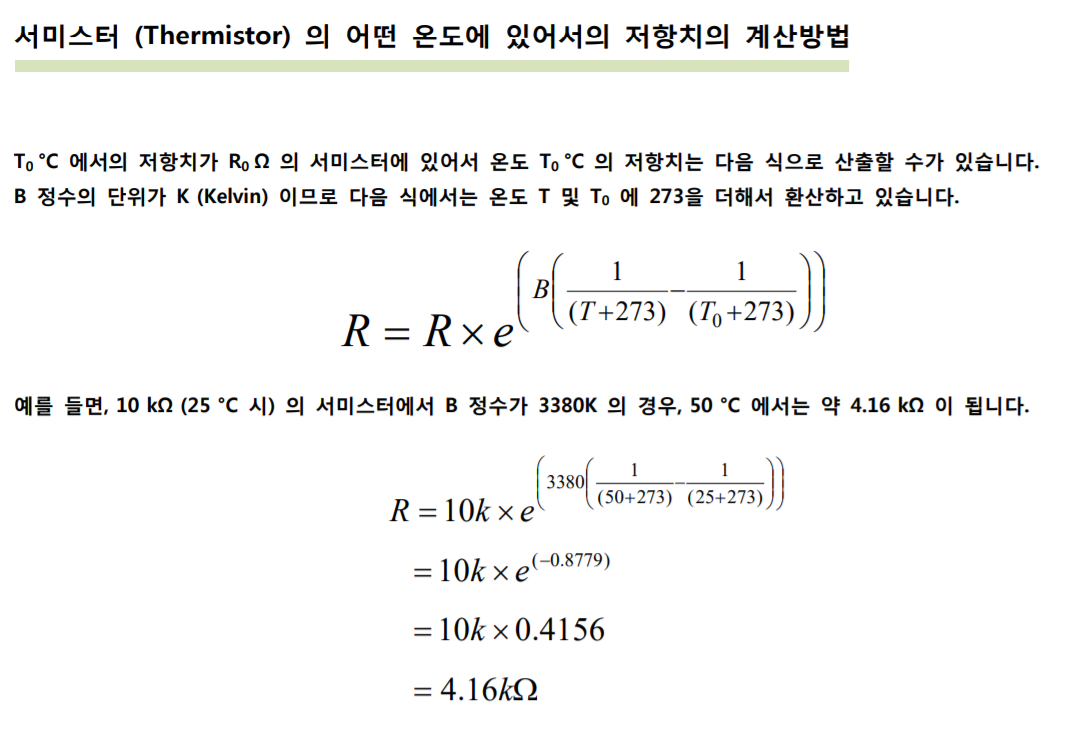 서미스터 (Thermistor) 의 어떤 온도에 있어서의 저항치의 계산방법
T₀ °C 에서의 저항치가 R₀ Ω 의 서미스터에 있어서 온도 T₀ °C 의 저항치는 다음 식으로 산출할 수가 있습니다.
B 정수의 단위가 K (Kelvin) 이므로 다음 식에서는 온도 T 및 T₀ 에 273을 더해서 환산하고 있습니다.
R = R × e^(B(1/(T+273) − 1/(T₀+273)))
예를 들면, 10 kΩ (25 °C 시) 의 서미스터에서 B 정수가 3380K 의 경우, 50 °C 에서는 약 4.16 kΩ 이 됩니다.
R = 10k × e^(3380(1/(50+273) − 1/(25+273)))
= 10k × e^(−0.8779)
= 10k × 0.4156
= 4.16kΩ